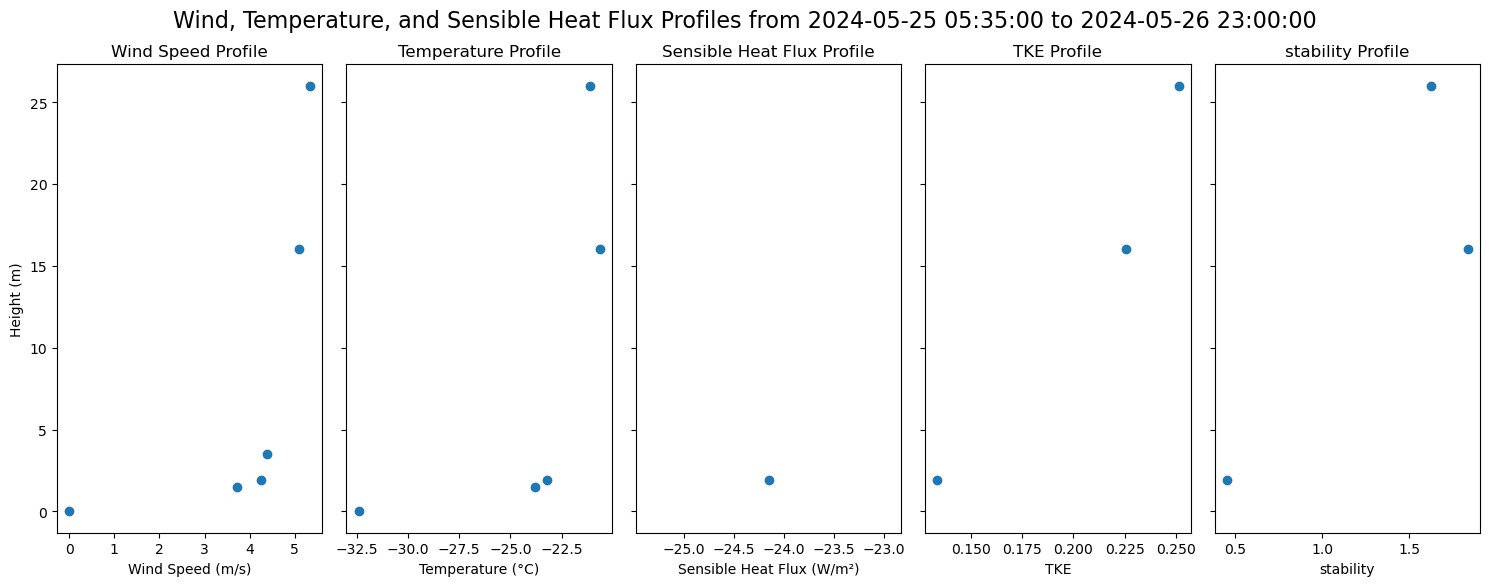 Wind, Temperature, and Sensible Heat Flux Profiles from 2024-05-25 05:35:00 to 2024-05-26 23:00:00
Wind Speed Profile
Temperature Profile
Sensible Heat Flux Profile
TKE Profile
stability Profile
25
20
15
10
5
0
Height (m)
0 1 2 3 4 5
Wind Speed (m/s)
−32.5 −30.0 −27.5 −25.0 −22.5
Temperature (°C)
−25.0 −24.5 −24.0 −23.5 −23.0
Sensible Heat Flux (W/m²)
0.150 0.175 0.200 0.225 0.250
TKE
0.5 1.0 1.5
stability